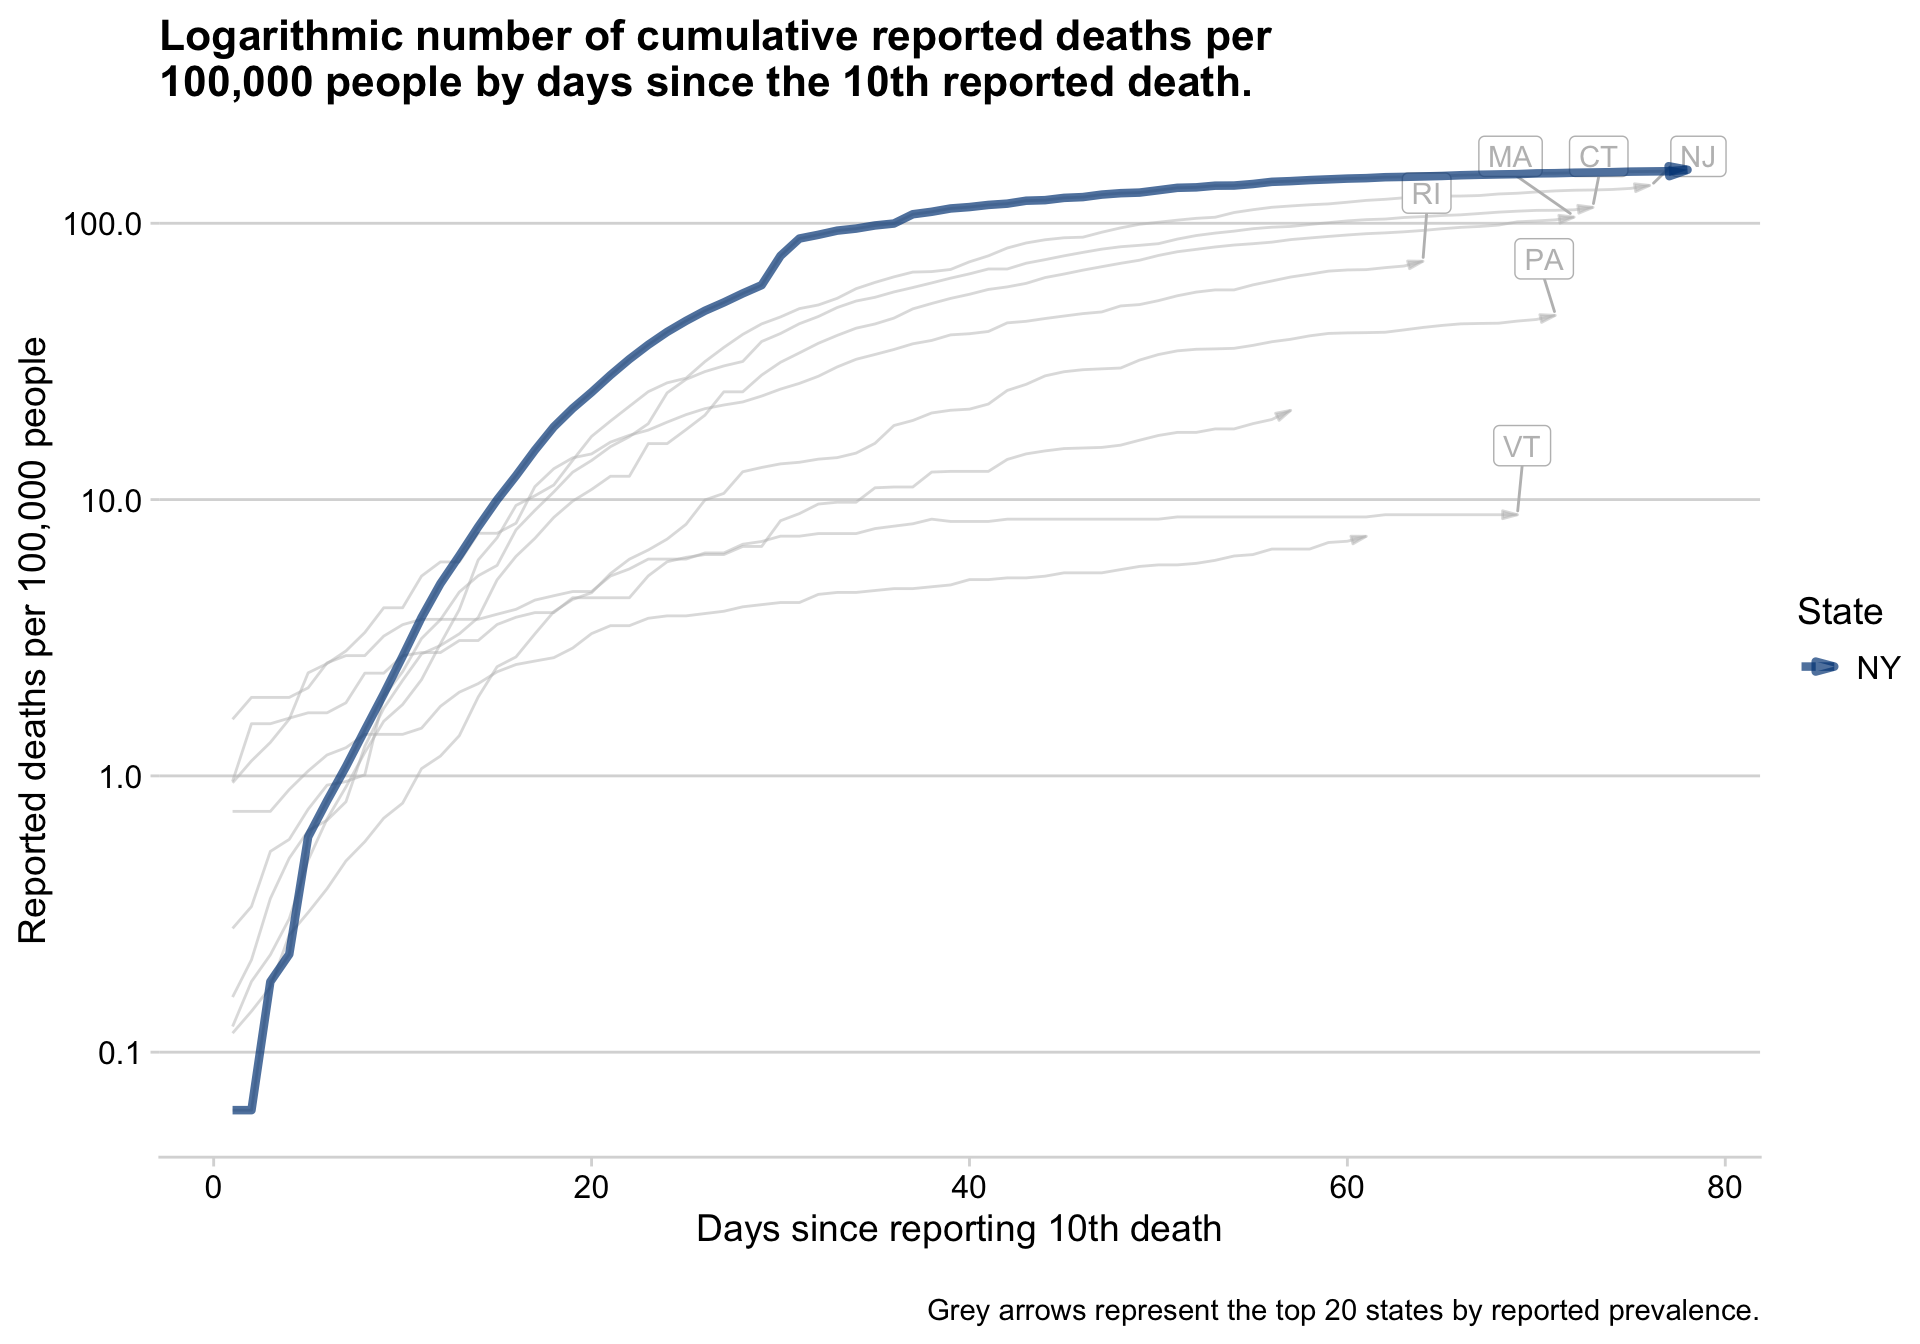 Logarithmic number of cumulative reported deaths per
100,000 people by days since the 10th reported death.
MA
CT
NJ
RI
PA
VT
100.0
10.0
1.0
0.1
Reported deaths per 100,000 people
0
20
40
60
80
Days since reporting 10th death
State
NY
Grey arrows represent the top 20 states by reported prevalence.